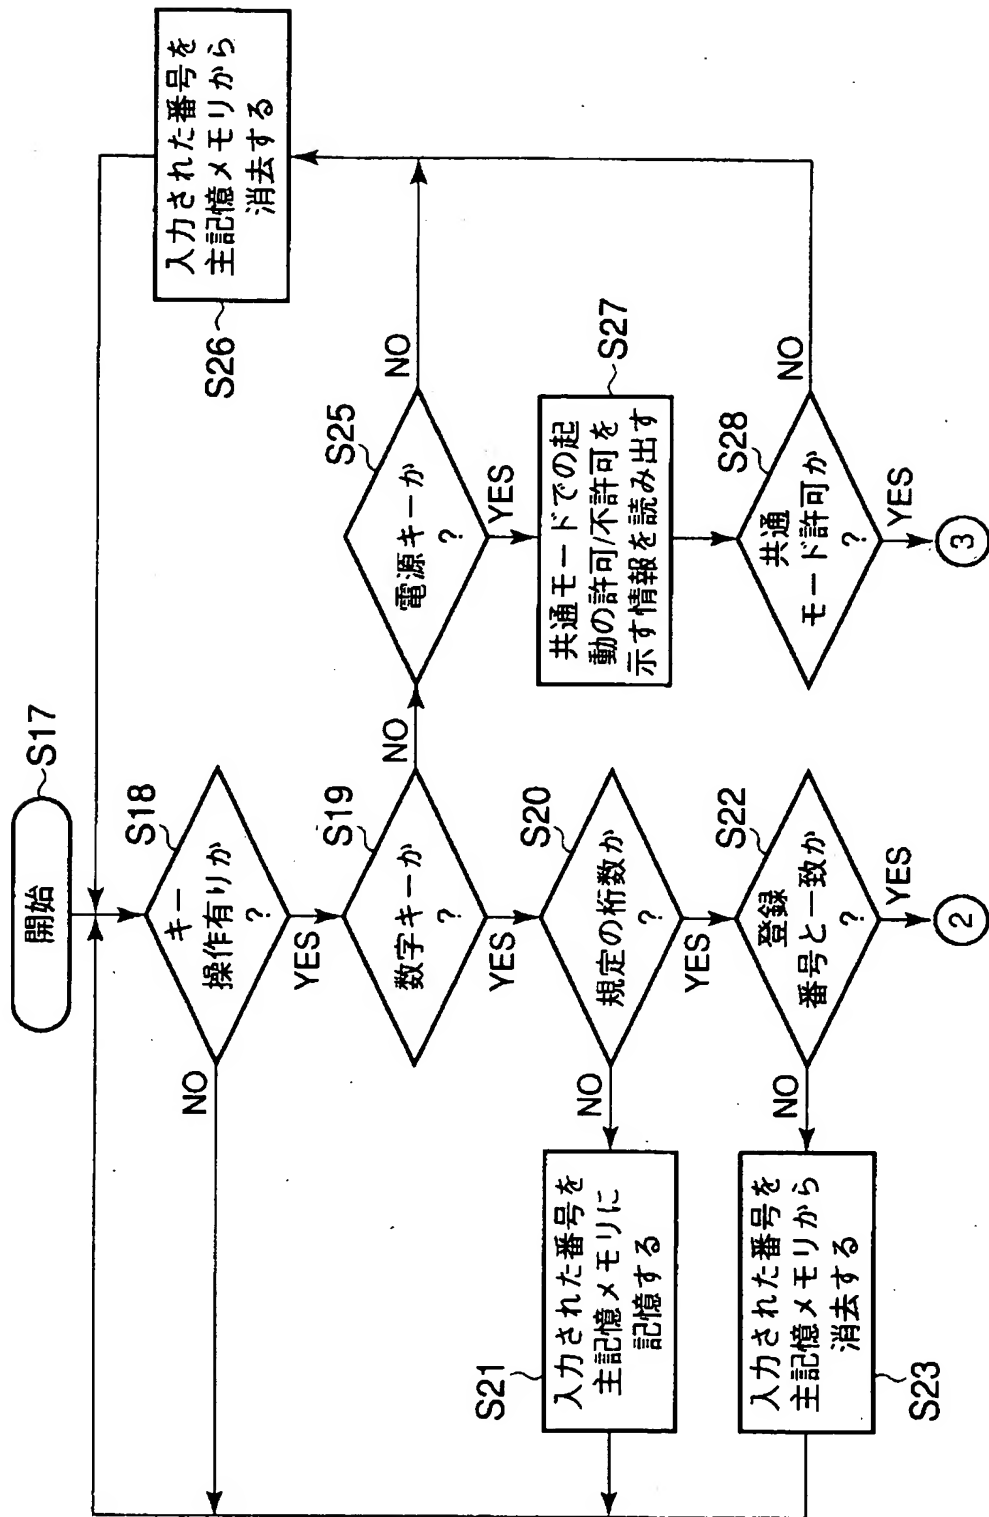 開始
S17
キー
操作有りか
?
S18
NO
YES
数字キーか
?
S19
NO
YES
規定の桁数か
?
S20
NO
YES
入力された番号を
主記憶メモリに
記憶する
S21
登録
番号と一致か
?
S22
NO
YES
入力された番号を
主記憶メモリから
消去する
S23
2
電源キーか
?
S25
NO
YES
入力された番号を
主記憶メモリから
消去する
S26
共通モードでの起
動の許可/不許可を
示す情報を読み出す
S27
共通
モード許可か
?
S28
NO
YES
3